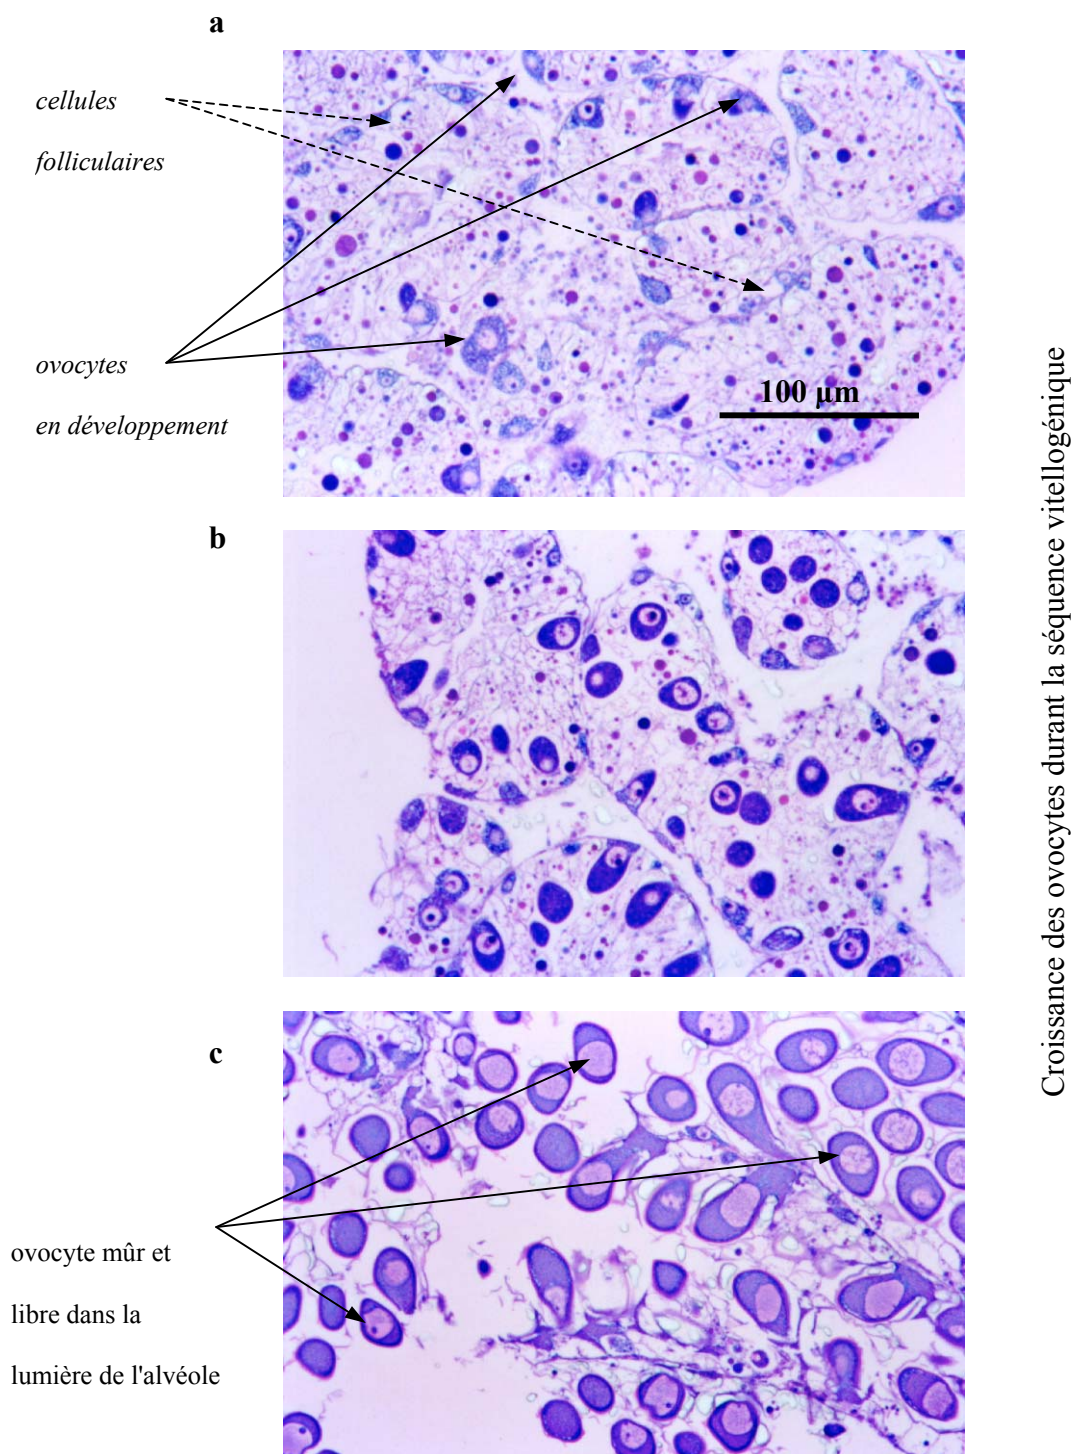 a
cellules
folliculaires
ovocytes
en développement
100 µm
b
c
ovocyte mûr et
libre dans la
lumière de l'alvéole
Croissance des ovocytes durant la séquence vitellogénique